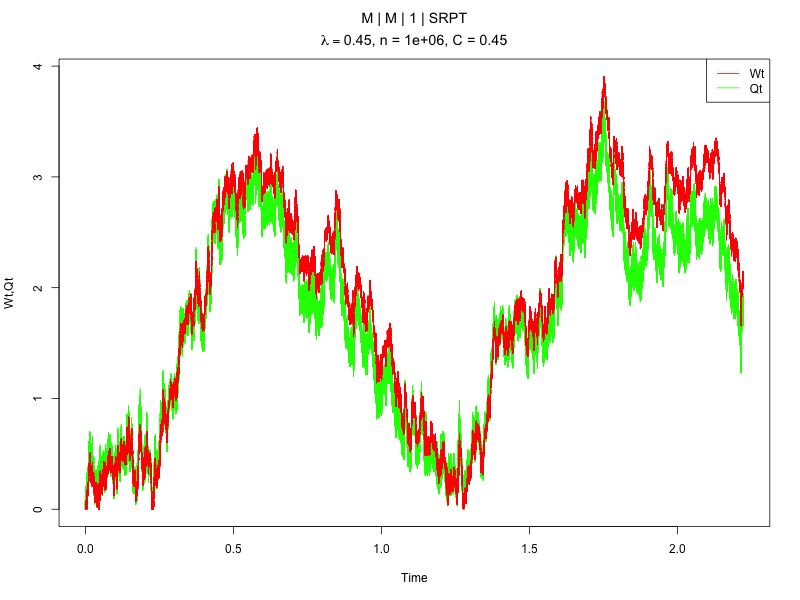 M | M | 1 | SRPT
λ = 0.45, n = 1e+06, C = 0.45
Wt
Qt
4
3
2
1
0
Wt,Qt
0.0 0.5 1.0 1.5 2.0
Time